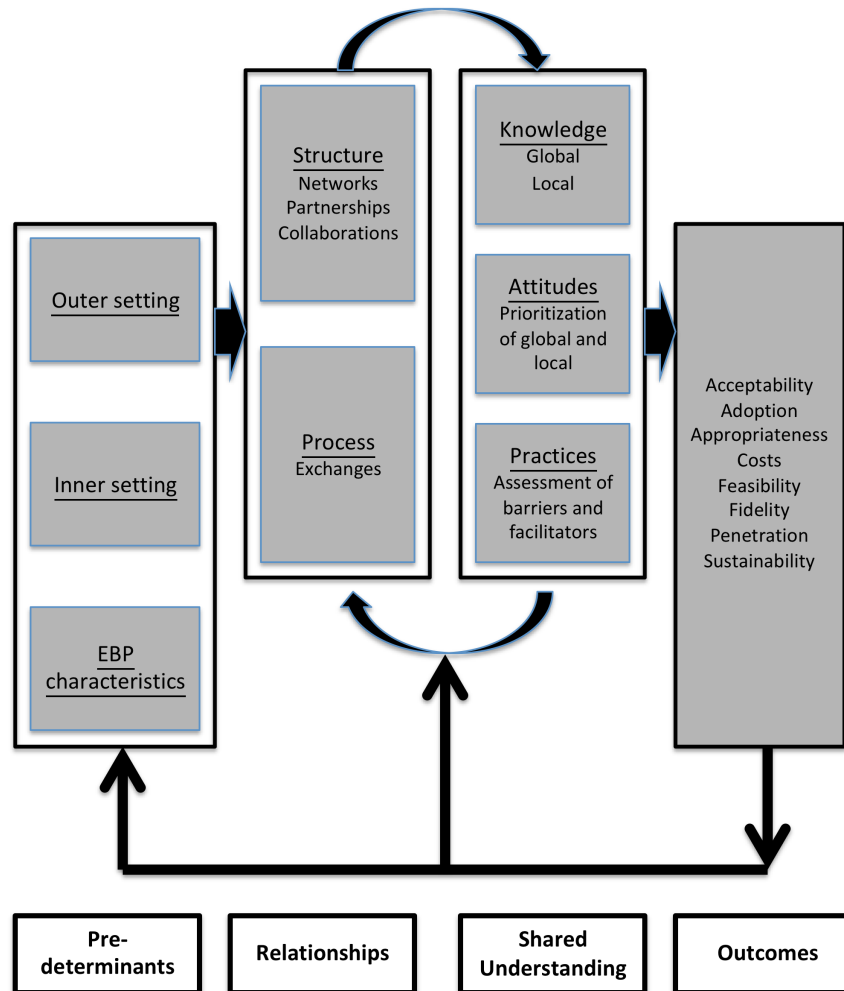 Outer setting
Inner setting
EBP
characteristics
Structure
Networks
Partnerships
Collaborations
Process
Exchanges
Knowledge
Global
Local
Attitudes
Prioritization
of global and
local
Practices
Assessment of
barriers and
facilitators
Acceptability
Adoption
Appropriateness
Costs
Feasibility
Fidelity
Penetration
Sustainability
Pre-
determinants
Relationships
Shared
Understanding
Outcomes